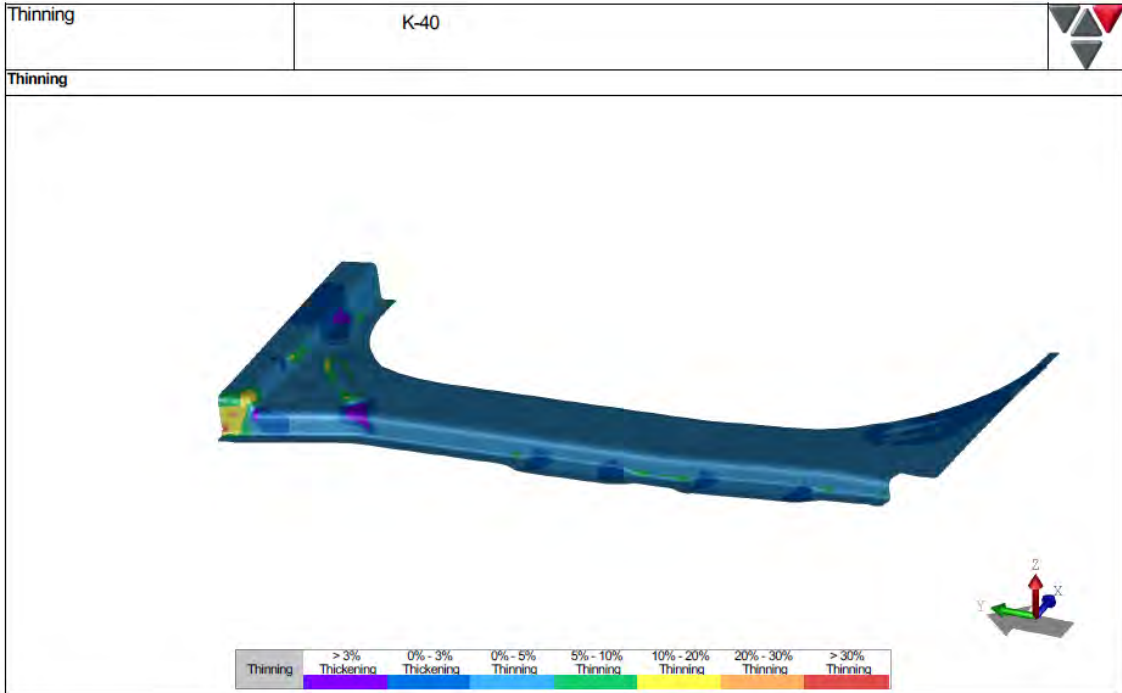 Thinning
K-40
Thinning
Z
X
Y
Thinning
> 3% Thickening
0% - 3% Thickening
0% - 5% Thinning
5% - 10% Thinning
10% - 20% Thinning
20% - 30% Thinning
> 30% Thinning